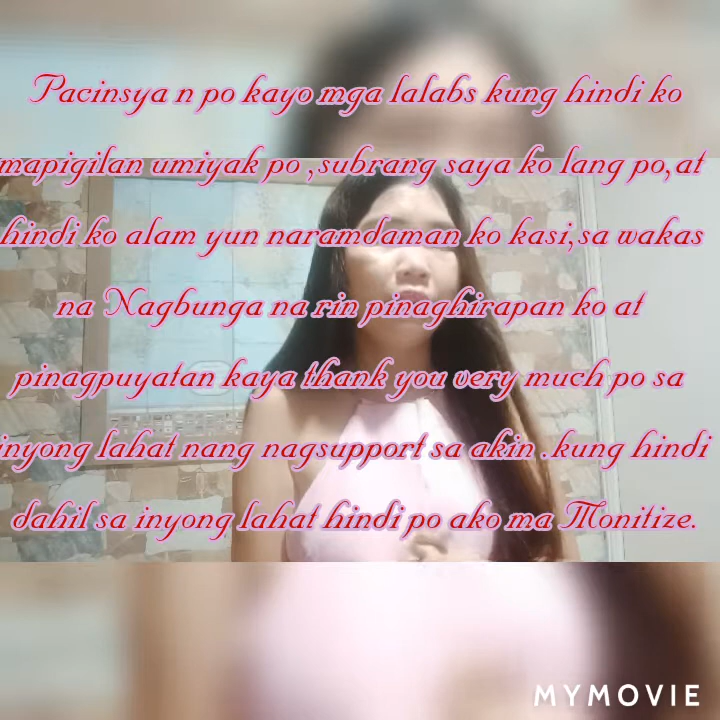 Pacinsya n po kayo mga lalabs kung hindi ko
mapigilan umiyak po ,subrang saya ko lang po,at
hindi ko alam yun naramdaman ko kasi,sa wakas
na Nagbunga na rin pinaghirapan ko at
pinagpuyatan kaya thank you very much po sa
inyong lahat nang nagsupport sa akin .kung hindi
dahil sa inyong lahat hindi po ako ma Monitize.
MYMOVIE